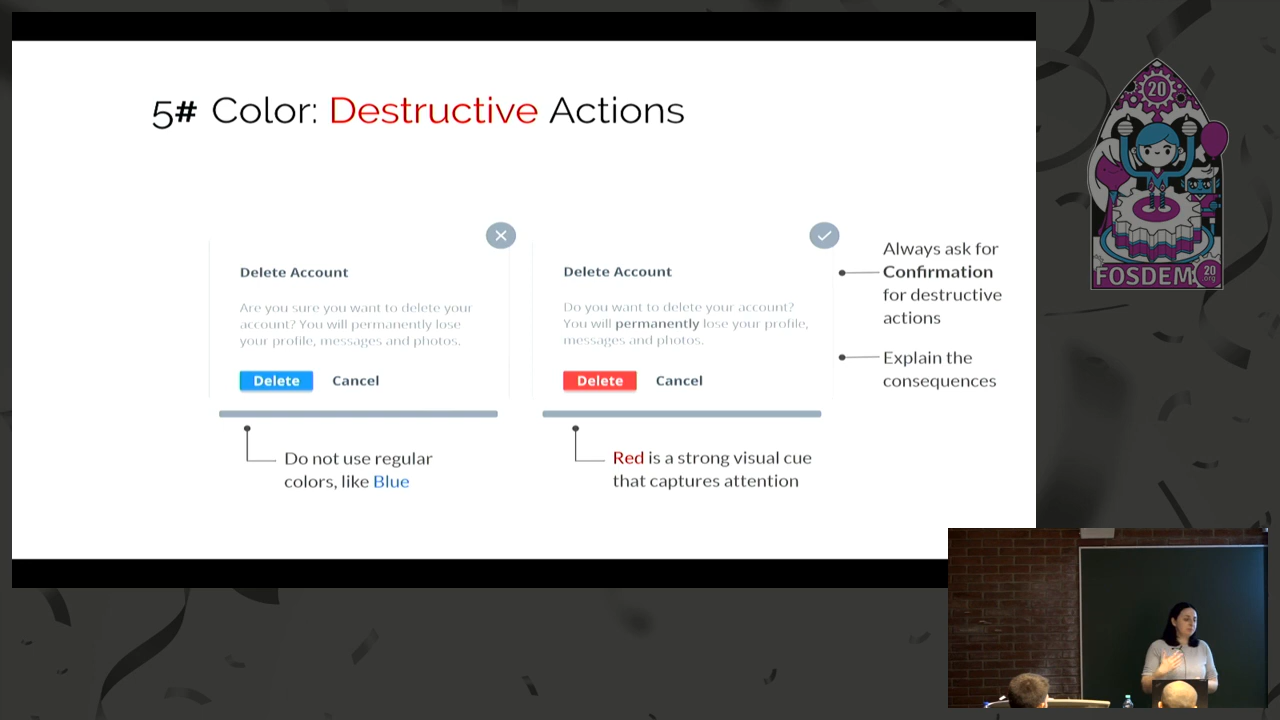 5# Color: Destructive Actions
Delete Account
Are you sure you want to delete your
account? You will permanently lose
your profile, messages and photos.
Delete Cancel
Do not use regular
colors, like Blue
Delete Account
Do you want to delete your account?
You will permanently lose your profile,
messages and photos.
Delete Cancel
Red is a strong visual cue
that captures attention
Always ask for
Confirmation
for destructive
actions
Explain the
consequences
20
FOSDEM 20
.org